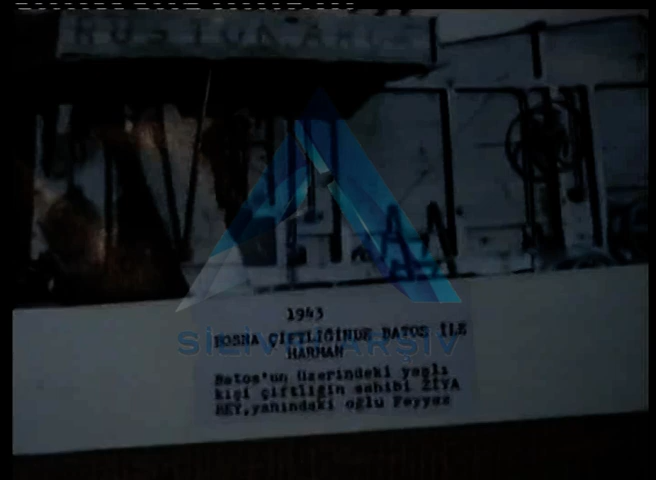 RUSTON
1943
BOSNA ÇİFTLİĞİNDE BATOS İLE
HARMAN
Batos'un üzerindeki yaşlı
kişi çiftliğin sahibi ZİYA
BEY,yanındaki oğlu Feyyaz
SİLİVRİ ARŞİV